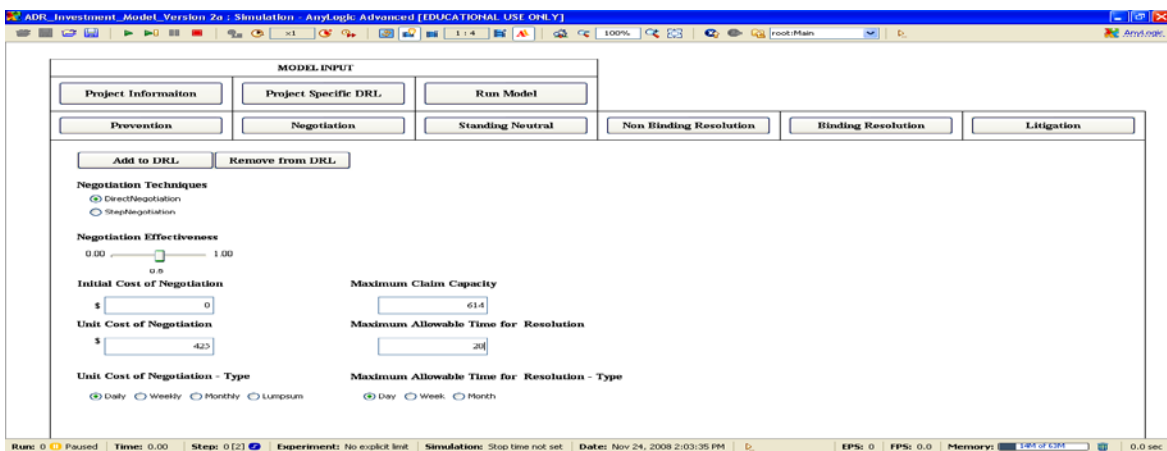 ADR_Investment_Model_Version 2a : Simulation - AnyLogic Advanced [EDUCATIONAL USE ONLY]
x1 1:4 100% root:Main AnyLogic
MODEL INPUT
Project Informaiton Project Specific DRL Run Model
Prevention Negotiation Standing Neutral Non Binding Resolution Binding Resolution Litigation
Add to DRL Remove from DRL
Negotiation Techniques
DirectNegotiation
StepNegotiation
Negotiation Effectiveness
0.00 1.00
0.5
Initial Cost of Negotiation Maximum Claim Capacity
$ 0 614
Unit Cost of Negotiation Maximum Allowable Time for Resolution
$ 423 20
Unit Cost of Negotiation - Type Maximum Allowable Time for Resolution - Type
Daily Weekly Monthly Lumpsum Day Week Month
Run: 0 Paused Time: 0.00 Step: 0 [2] Experiment: No explicit limit Simulation: Stop time not set Date: Nov 24, 2008 2:03:35 PM EPS: 0 FPS: 0.0 Memory: 14M of 63M 0.0 sec